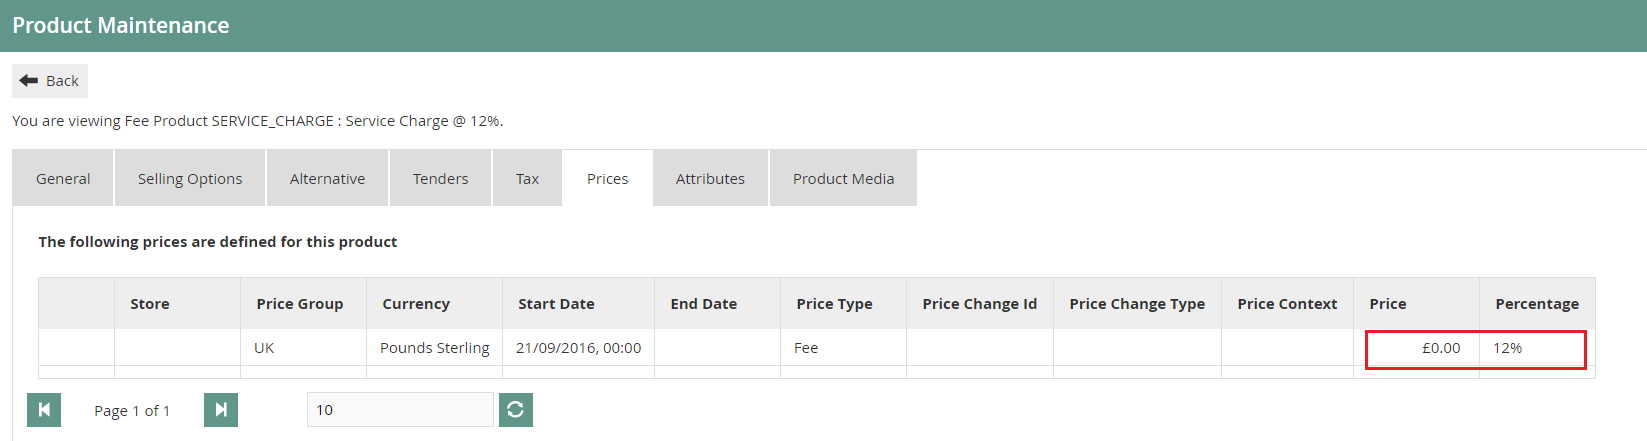 Product Maintenance
Back
You are viewing Fee Product SERVICE_CHARGE : Service Charge @ 12%.
General Selling Options Alternative Tenders Tax Prices Attributes Product Media
The following prices are defined for this product
Store Price Group Currency Start Date End Date Price Type Price Change Id Price Change Type Price Context Price Percentage
UK Pounds Sterling 21/09/2016, 00:00 Fee £0.00 12%
Page 1 of 1 10